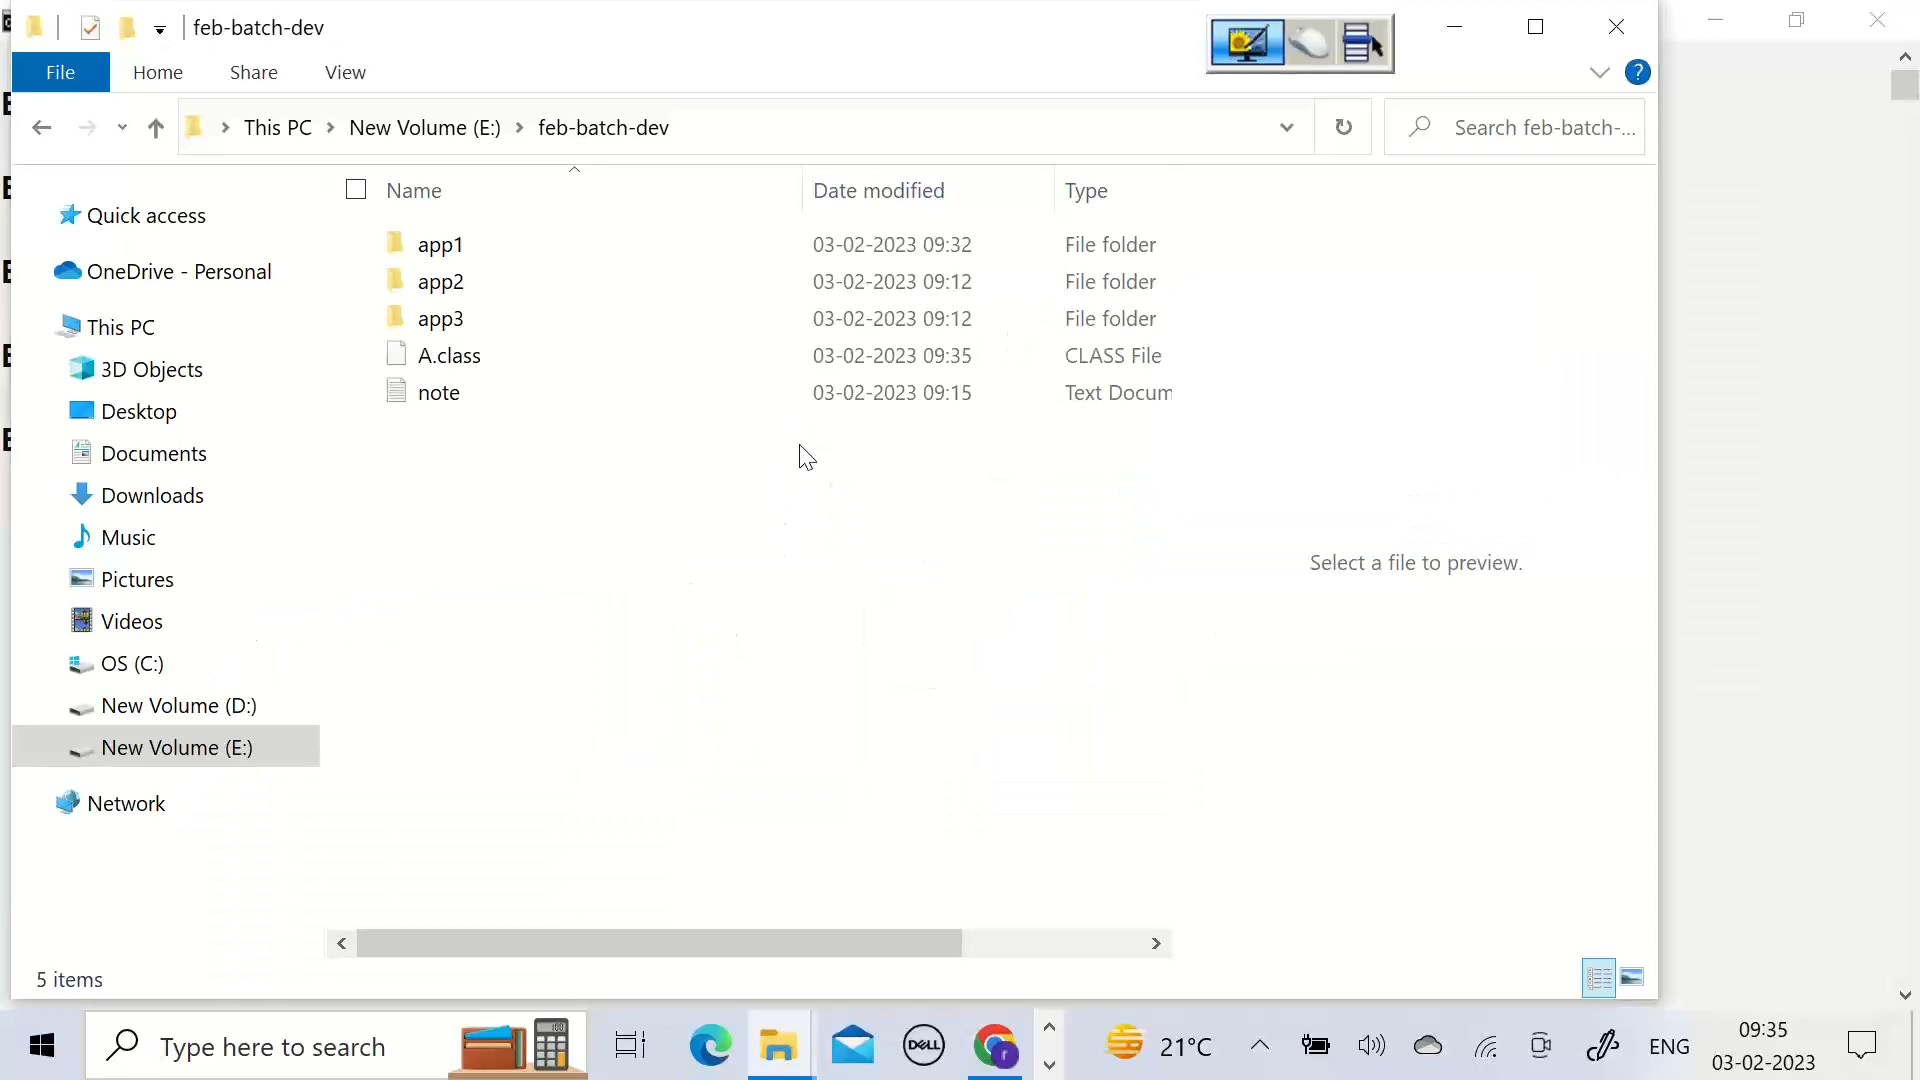 feb-batch-dev
File Home Share View
?
This PC New Volume (E:) feb-batch-dev Search feb-batch-...
Name Date modified Type
app1 03-02-2023 09:32 File folder
app2 03-02-2023 09:12 File folder
app3 03-02-2023 09:12 File folder
A.class 03-02-2023 09:35 CLASS File
note 03-02-2023 09:15 Text Docum
Quick access
OneDrive - Personal
This PC
3D Objects
Desktop
Documents
Downloads
Music
Pictures
Videos
OS (C:)
New Volume (D:)
New Volume (E:)
Network
Select a file to preview.
5 items
Type here to search DELL r 21°C ENG 09:35
03-02-2023